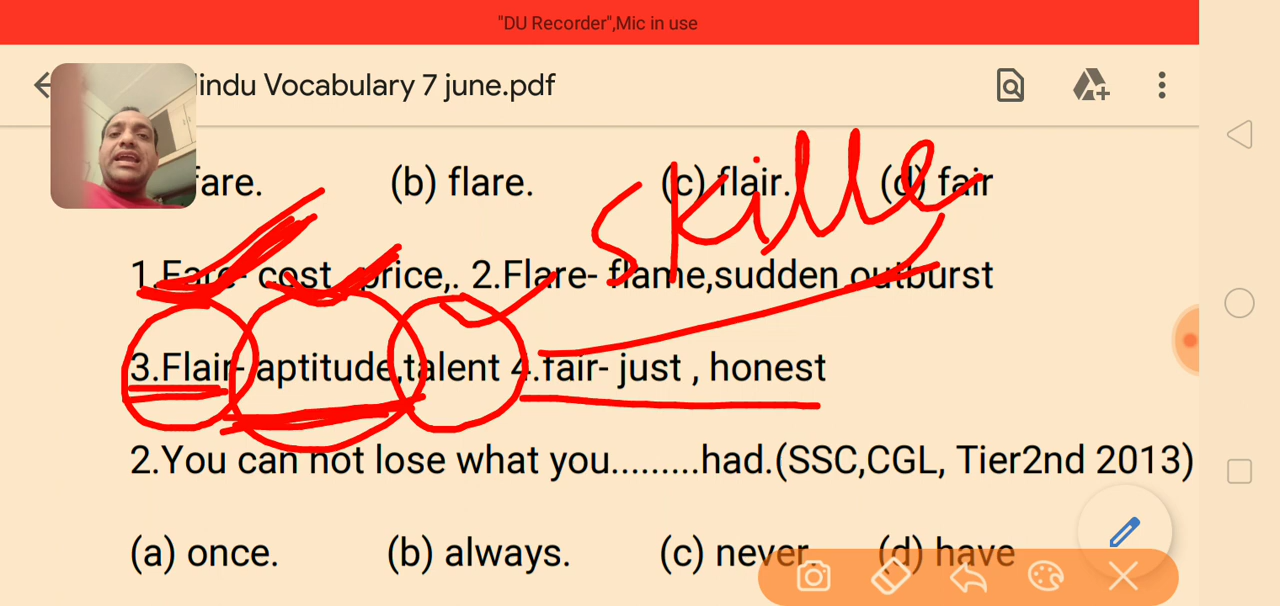 "DU Recorder",Mic in use
indu Vocabulary 7 june.pdf
fare. (b) flare. (c) flair. (d) fair
skille
1.Fare- cost, price,. 2.Flare- flame,sudden outburst
3.Flair- aptitude,talent 4.fair- just , honest
2.You can not lose what you.........had.(SSC,CGL, Tier2nd 2013)
(a) once. (b) always. (c) never. (d) have